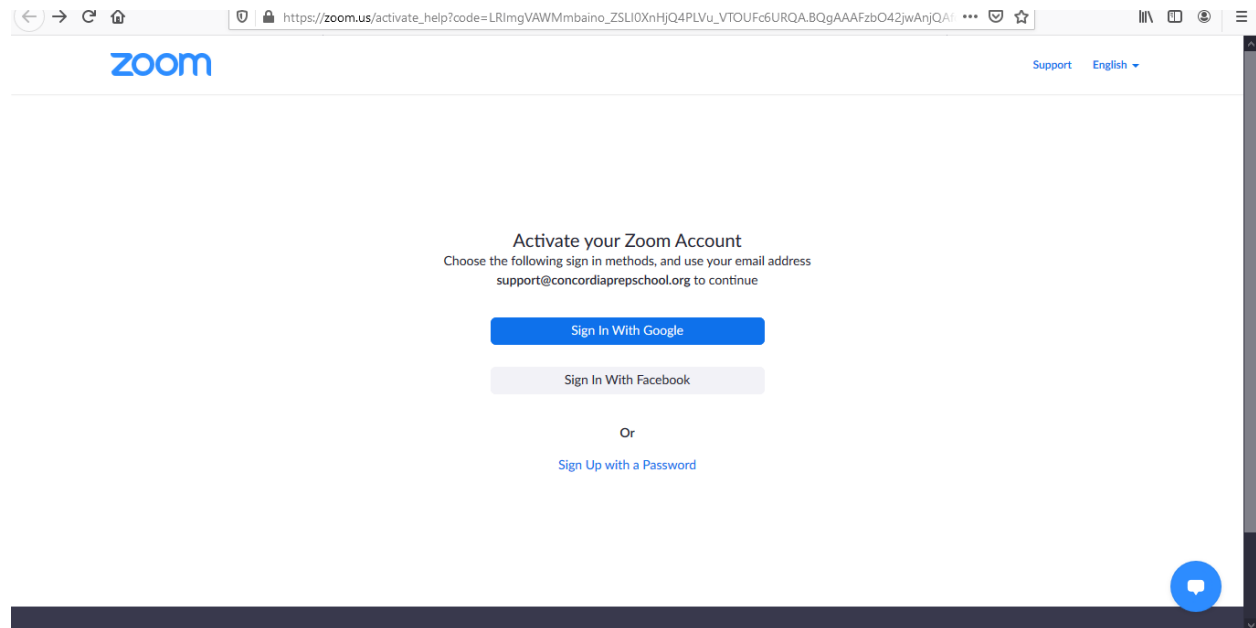 https://zoom.us/activate_help?code=LRImgVAWMmbaino_ZSLI0XnHjQ4PLVu_VTOUFc6URQA.BQgAAAFzbO42jwAnjQA
zoom
Support English
Activate your Zoom Account
Choose the following sign in methods, and use your email address
support@concordiaprepschool.org to continue
Sign In With Google
Sign In With Facebook
Or
Sign Up with a Password